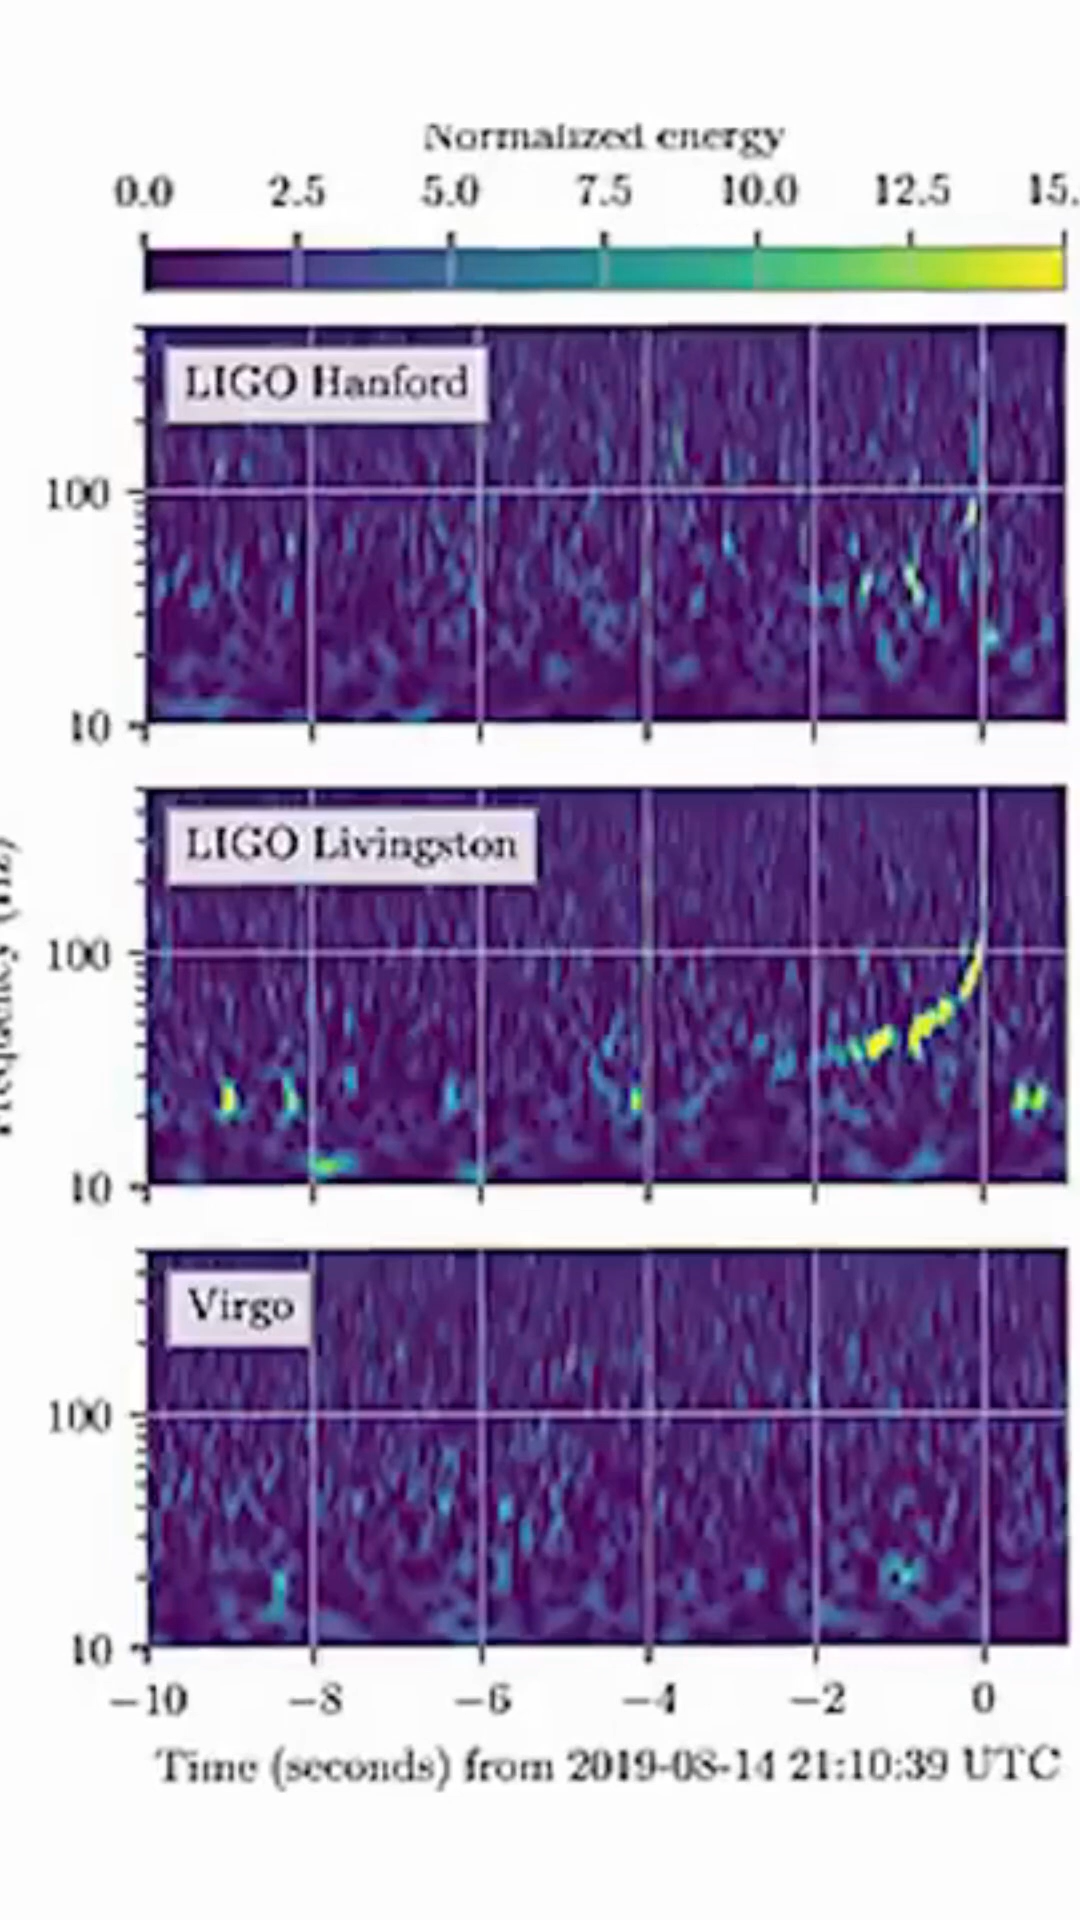 Normalized energy
0.0 2.5 5.0 7.5 10.0 12.5 15.
LIGO Hanford
100
10
LIGO Livingston
100
10
Virgo
100
10
−10 −8 −6 −4 −2 0
Time (seconds) from 2019-08-14 21:10:39 UTC